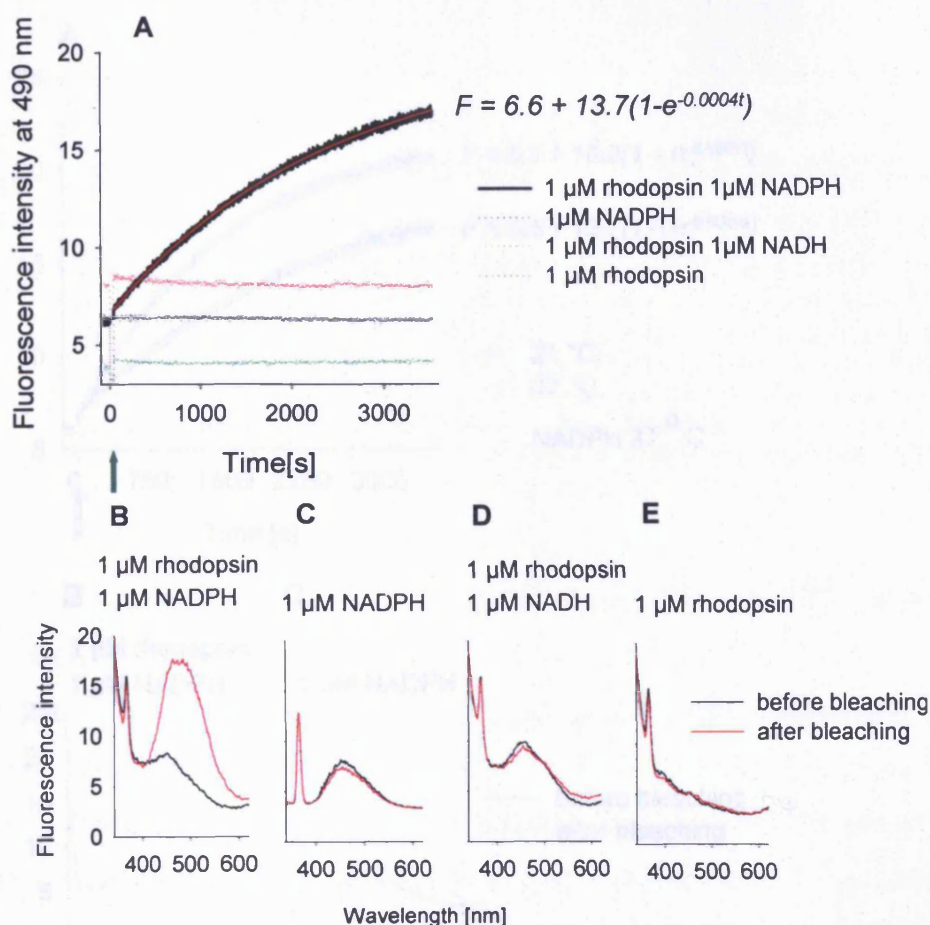 A
Fluorescence intensity at 490 nm
20
15
10
5
0 1000 2000 3000
Time[s]
F = 6.6 + 13.7(1-e^-0.0004t)
1 µM rhodopsin 1µM NADPH
1µM NADPH
1 µM rhodopsin 1µM NADH
1 µM rhodopsin
B
1 µM rhodopsin
1 µM NADPH
C
1 µM NADPH
D
1 µM rhodopsin
1 µM NADH
E
1 µM rhodopsin
Fluorescence intensity
20
15
10
5
0
400 500 600
400 500 600
400 500 600
400 500 600
before bleaching
after bleaching
Wavelength [nm]